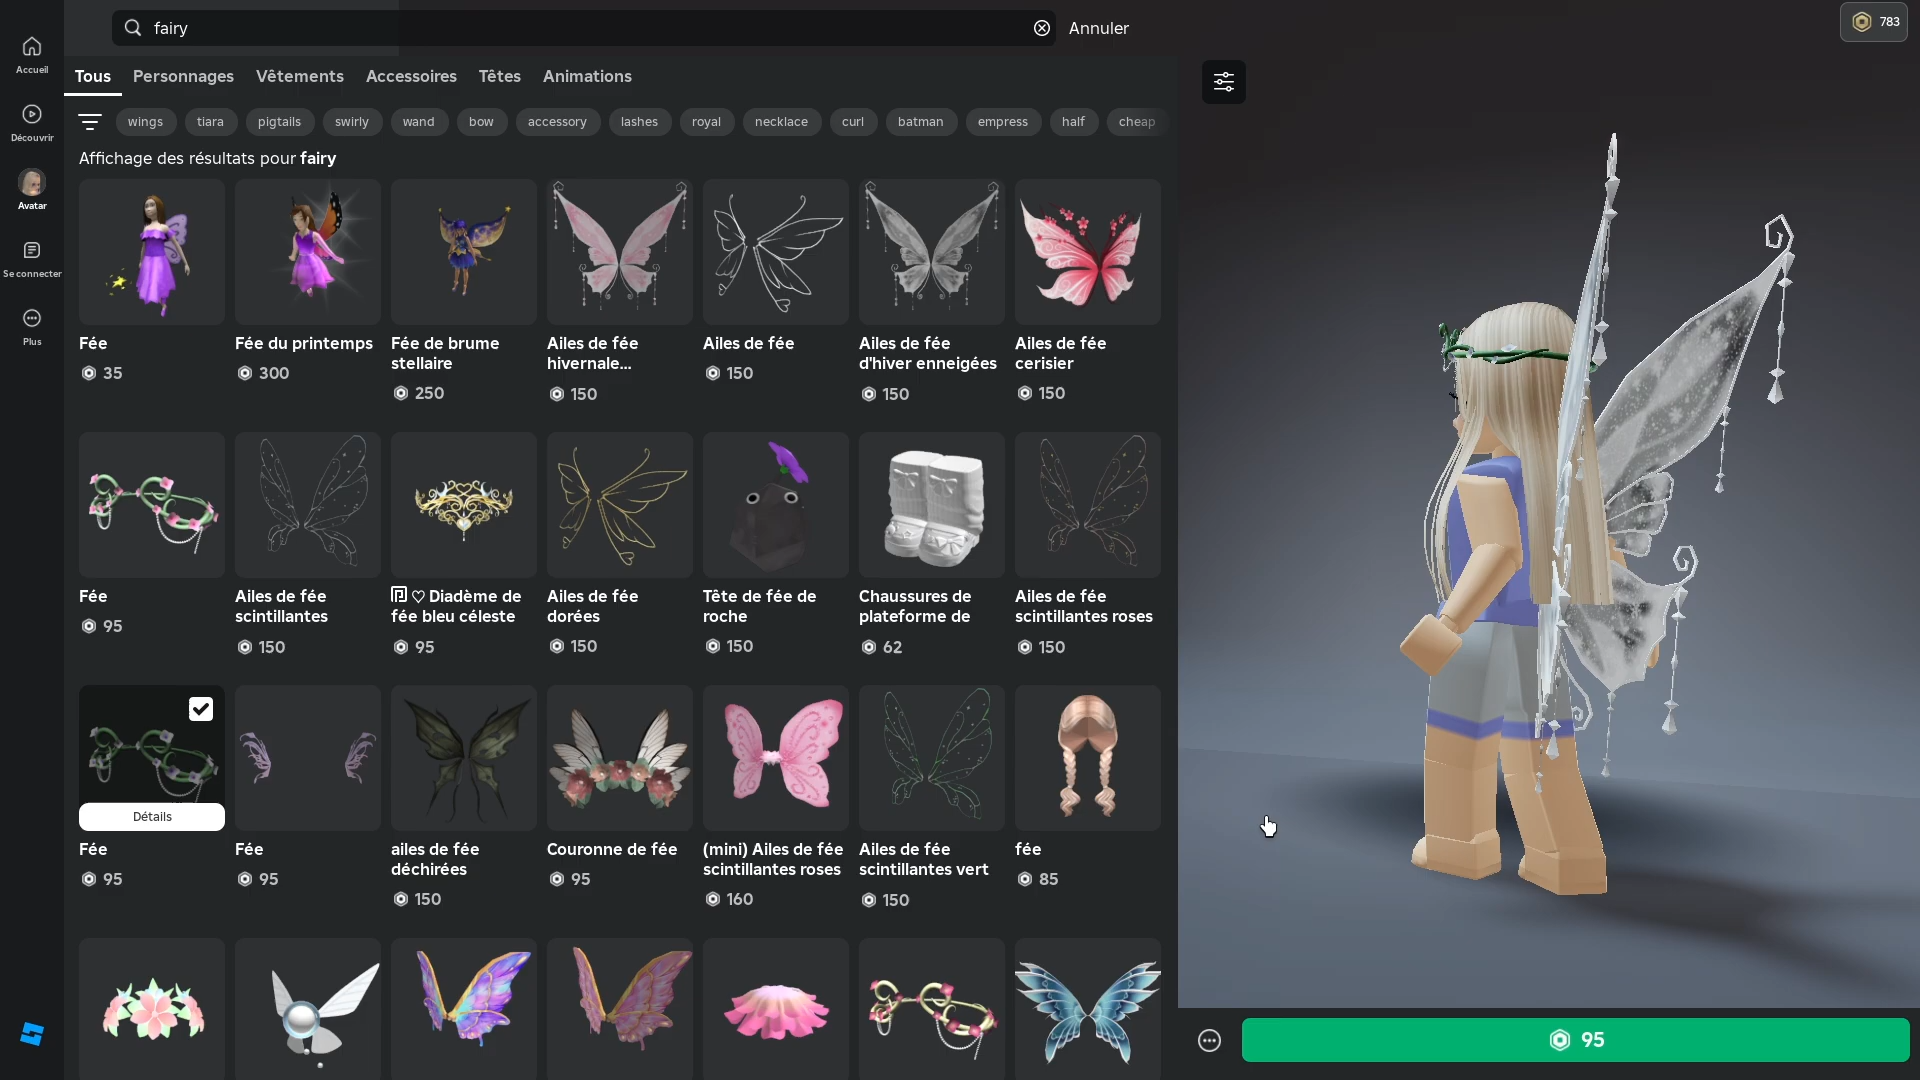 fairy
Annuler
783
Accueil
Découvrir
Avatar
Se connecter
Plus
Tous
Personnages
Vêtements
Accessoires
Têtes
Animations
wings
tiara
pigtails
swirly
wand
bow
accessory
lashes
royal
necklace
curl
batman
empress
half
cheap
Affichage des résultats pour fairy
Fée
35
Fée du printemps
300
Fée de brume
stellaire
250
Ailes de fée
hivernale...
150
Ailes de fée
150
Ailes de fée
d'hiver enneigées
150
Ailes de fée
cerisier
150
Fée
95
Ailes de fée
scintillantes
150
♡ Diadème de
fée bleu céleste
95
Ailes de fée
dorées
150
Tête de fée de
roche
150
Chaussures de
plateforme de
62
Ailes de fée
scintillantes roses
150
Détails
Fée
95
Fée
95
ailes de fée
déchirées
150
Couronne de fée
95
(mini) Ailes de fée
scintillantes roses
160
Ailes de fée
scintillantes vert
150
fée
85
95